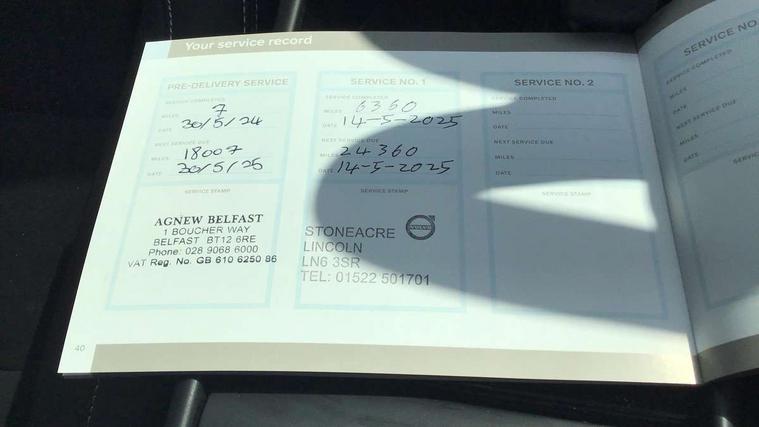 Your service record
PRE-DELIVERY SERVICE
SERVICE COMPLETED
MILES 7
DATE 30/5/24
NEXT SERVICE DUE
MILES 18007
DATE 30/5/25
SERVICE STAMP
AGNEW BELFAST
1 BOUCHER WAY
BELFAST BT12 6RE
Phone: 028 9068 6000
VAT Reg. No. GB 610 6250 86
SERVICE NO. 1
SERVICE COMPLETED
MILES 6360
DATE 14-5-2025
NEXT SERVICE DUE
MILES 24360
DATE 14-5-2025
SERVICE STAMP
STONEACRE
VOLVO
LINCOLN
LN6 3SR
TEL: 01522 501701
SERVICE NO. 2
SERVICE COMPLETED
MILES
DATE
NEXT SERVICE DUE
MILES
DATE
SERVICE STAMP
40
SERVICE NO.
SERVICE COMPLETED
MILES
DATE
NEXT SERVICE DUE
MILES
DATE